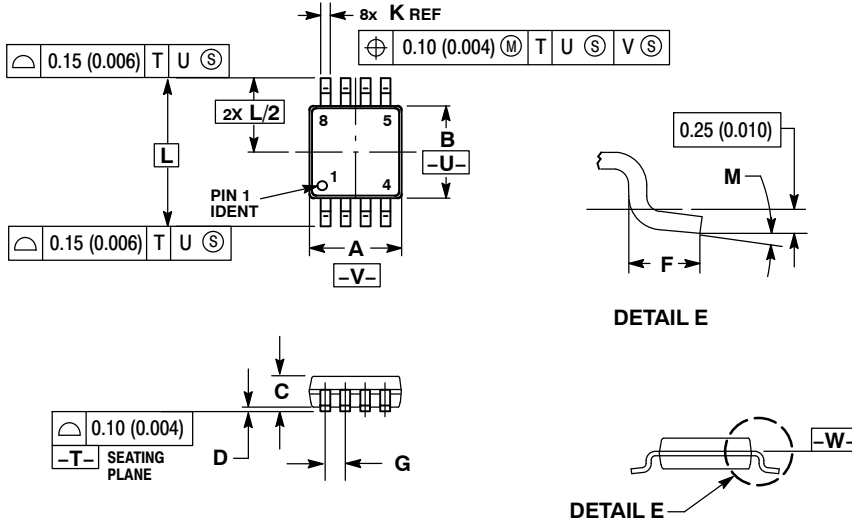 8x K REF
⌖ 0.10 (0.004) Ⓜ T U Ⓢ V Ⓢ
⌓ 0.15 (0.006) T U Ⓢ
2X L/2
8 5
B
-U-
L
1
4
PIN 1
IDENT
⌓ 0.15 (0.006) T U Ⓢ
A
-V-
0.25 (0.010)
M
F
DETAIL E
C
⌓ 0.10 (0.004)
-T- SEATING
PLANE
D
G
-W-
DETAIL E